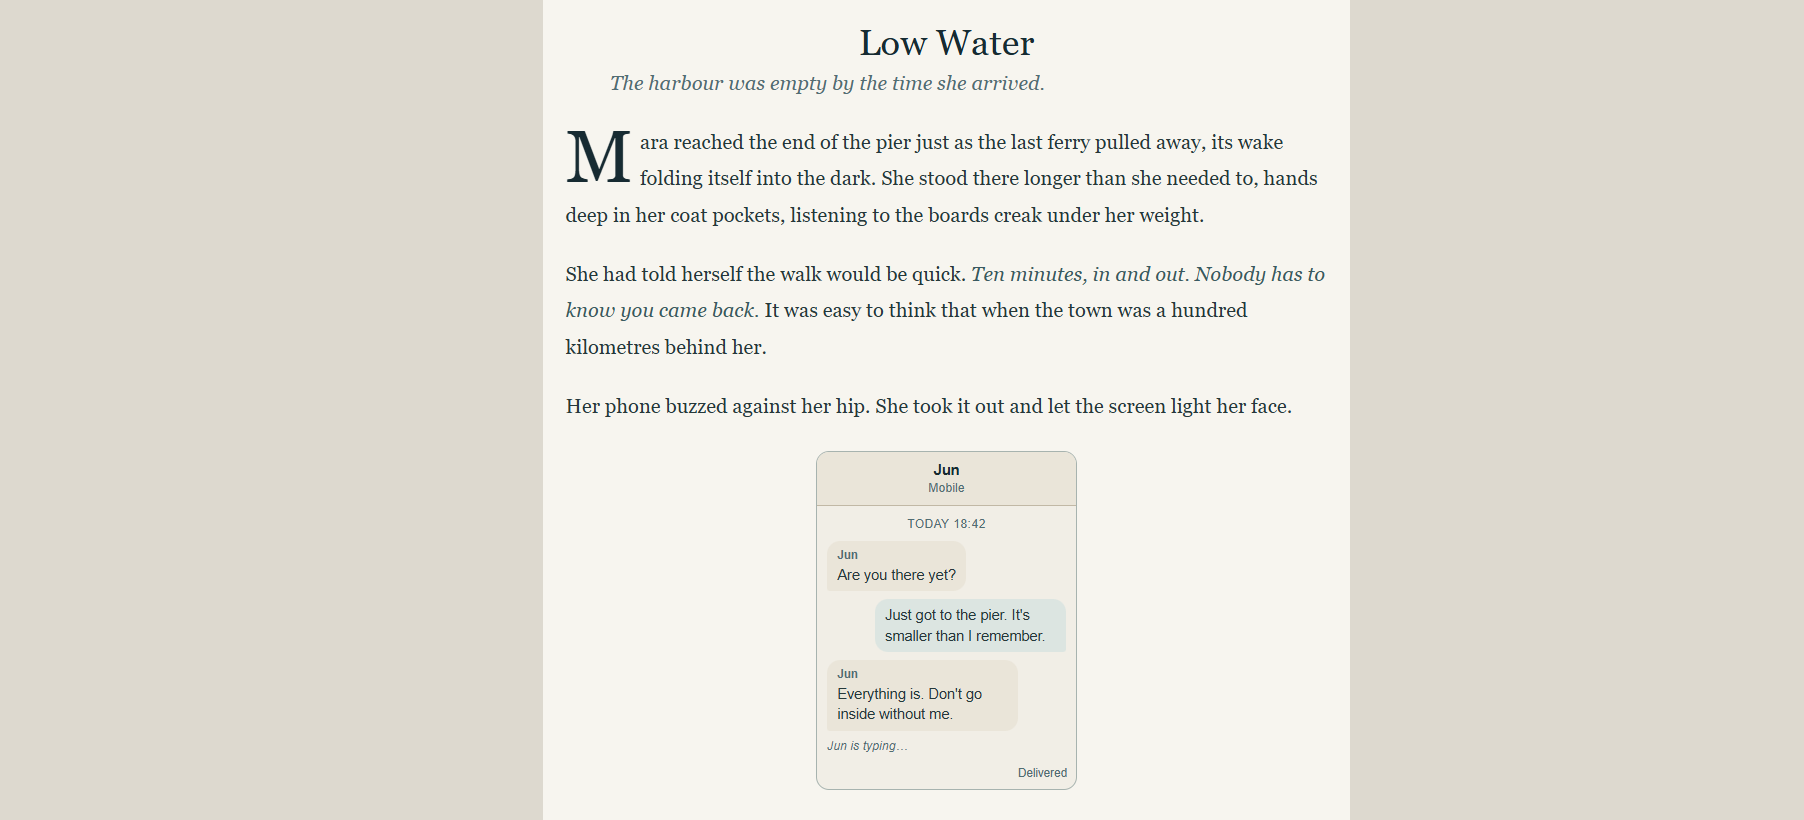 Low Water
The harbour was empty by the time she arrived.
Mara reached the end of the pier just as the last ferry pulled away, its wake
folding itself into the dark. She stood there longer than she needed to, hands
deep in her coat pockets, listening to the boards creak under her weight.
She had told herself the walk would be quick. Ten minutes, in and out. Nobody has to
know you came back. It was easy to think that when the town was a hundred
kilometres behind her.
Her phone buzzed against her hip. She took it out and let the screen light her face.
Jun
Mobile
TODAY 18:42
Jun
Are you there yet?
Just got to the pier. It's
smaller than I remember.
Jun
Everything is. Don't go
inside without me.
Jun is typing…
Delivered